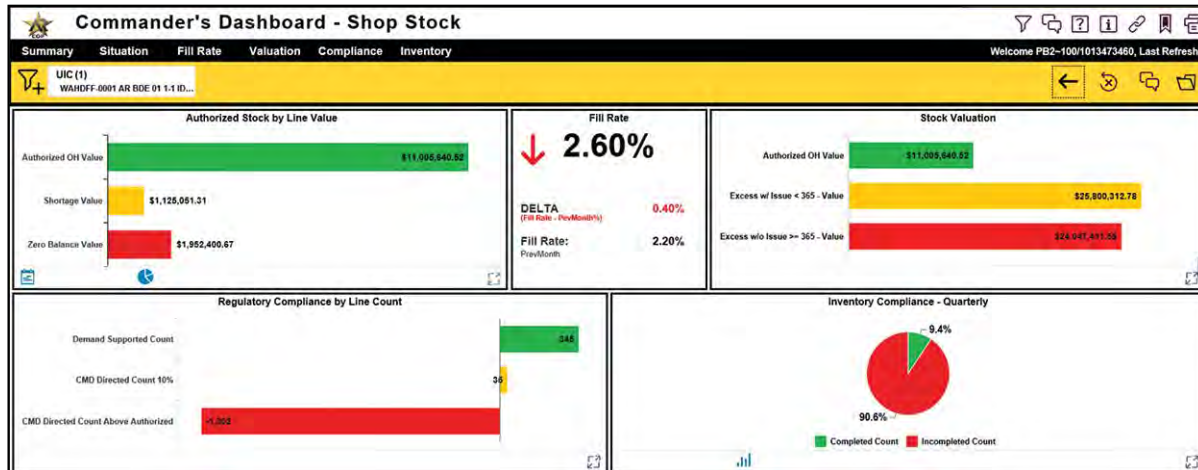 Commander's Dashboard - Shop Stock
Summary Situation Fill Rate Valuation Compliance Inventory
Welcome PB2~100/1013473460, Last Refresh
UIC (1)
WAHDFF-0001 AR BDE 01 1-1 ID...
Authorized Stock by Line Value
Authorized OH Value $11,005,640.52
Shortage Value $1,125,051.31
Zero Balance Value $1,952,400.67
Fill Rate
2.60%
DELTA 0.40%
(Fill Rate - PevMonth%)
Fill Rate: 2.20%
PrevMonth
Stock Valuation
Authorized OH Value $11,005,640.52
Excess w/ Issue < 365 - Value $25,800,312.78
Excess w/o Issue >= 365 - Value
Regulatory Compliance by Line Count
Demand Supported Count 345
CMD Directed Count 10%
CMD Directed Count Above Authorized
Inventory Compliance - Quarterly
9.4%
90.6%
Completed Count Incompleted Count